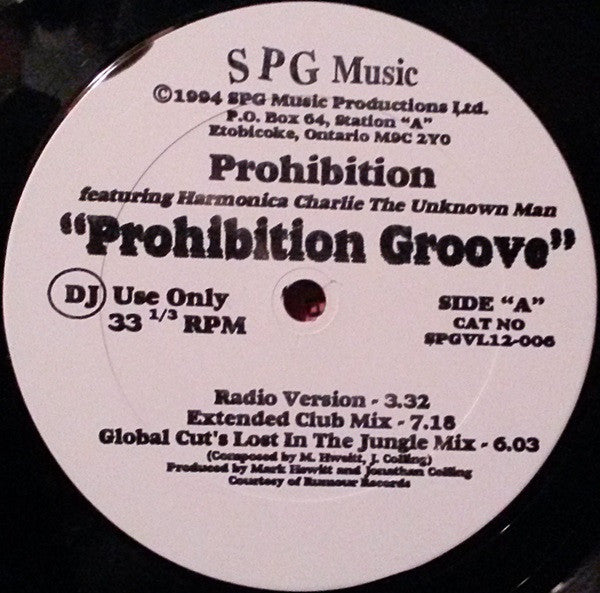 SPG Music
©1994 SPG Music Productions Ltd.
P.O. Box 64, Station "A"
Etobicoke, Ontario M9C 2Y0
Prohibition
featuring Harmonica Charlie The Unknown Man
"Prohibition Groove"
DJ Use Only
33 1/3 RPM
SIDE "A"
CAT NO
SPGVL12-006
Radio Version - 3.32
Extended Club Mix - 7.18
Global Cut's Lost In The Jungle Mix - 6.03
(Composed by M. Hweitt, J. Colling)
Produced by Mark Hewitt and Jonathan Colling
Courtesy of Rumour Records